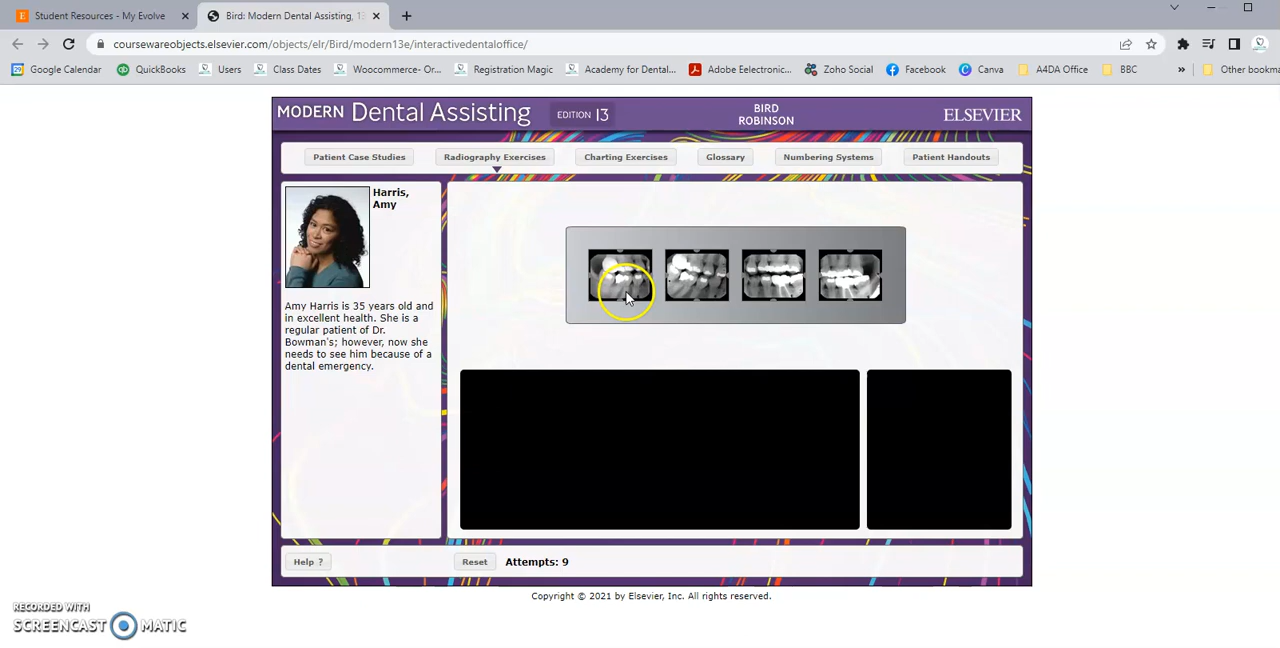 Student Resources - My Evolve
Bird: Modern Dental Assisting, 1
coursewareobjects.elsevier.com/objects/elr/Bird/modern13e/interactivedentaloffice/
Google Calendar QuickBooks Users Class Dates Woocommerce- Or... Registration Magic Academy for Dental... Adobe Eelectronic... Zoho Social Facebook Canva A4DA Office BBC » Other bookma
MODERN Dental Assisting EDITION 13
BIRD
ROBINSON
ELSEVIER
Patient Case Studies Radiography Exercises Charting Exercises Glossary Numbering Systems Patient Handouts
Harris,
Amy
Amy Harris is 35 years old and
in excellent health. She is a
regular patient of Dr.
Bowman's; however, now she
needs to see him because of a
dental emergency.
Help ? Reset Attempts: 9
Copyright © 2021 by Elsevier, Inc. All rights reserved.
RECORDED WITH
SCREENCAST MATIC